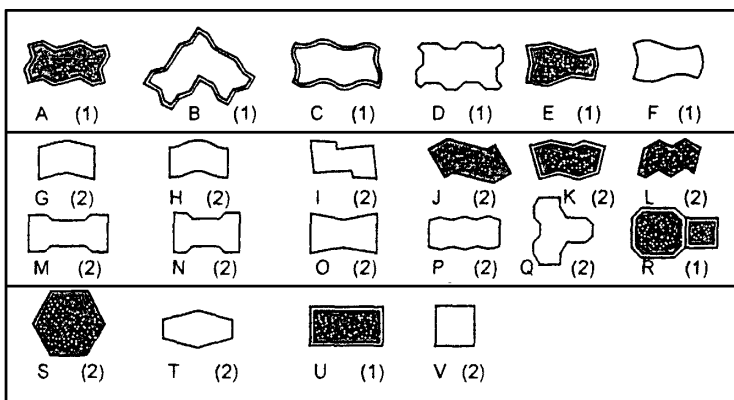 A (1) B (1) C (1) D (1) E (1) F (1)
G (2) H (2) I (2) J (2) K (2) L (2)
M (2) N (2) O (2) P (2) Q (2) R (1)
S (2) T (2) U (1) V (2)